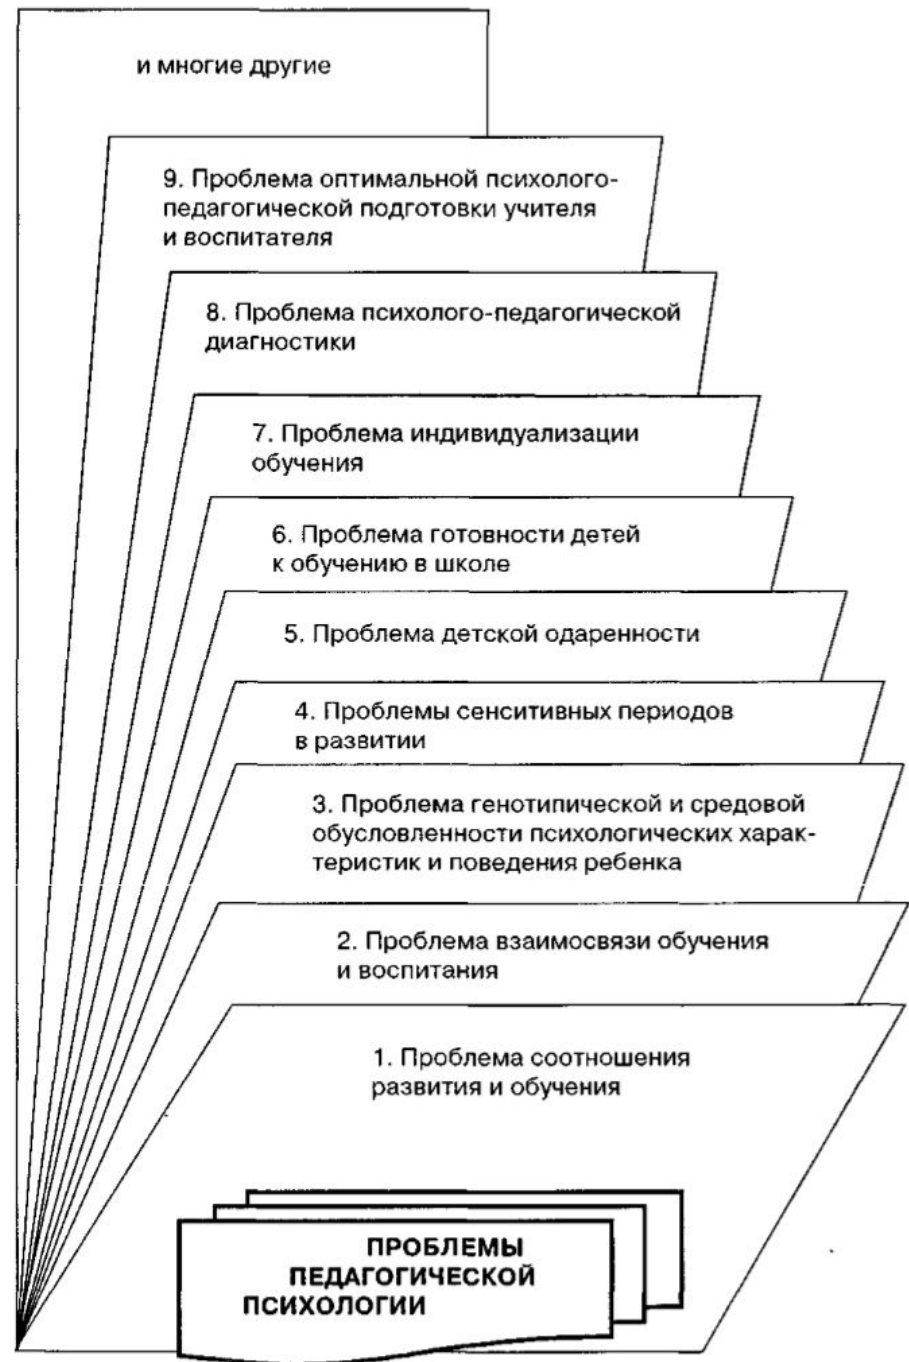 и многие другие
9. Проблема оптимальной психолого-
педагогической подготовки учителя
и воспитателя
8. Проблема психолого-педагогической
диагностики
7. Проблема индивидуализации
обучения
6. Проблема готовности детей
к обучению в школе
5. Проблема детской одаренности
4. Проблемы сенситивных периодов
в развитии
3. Проблема генотипической и средовой
обусловленности психологических харак-
теристик и поведения ребенка
2. Проблема взаимосвязи обучения
и воспитания
1. Проблема соотношения
развития и обучения
ПРОБЛЕМЫ
ПЕДАГОГИЧЕСКОЙ
ПСИХОЛОГИИ